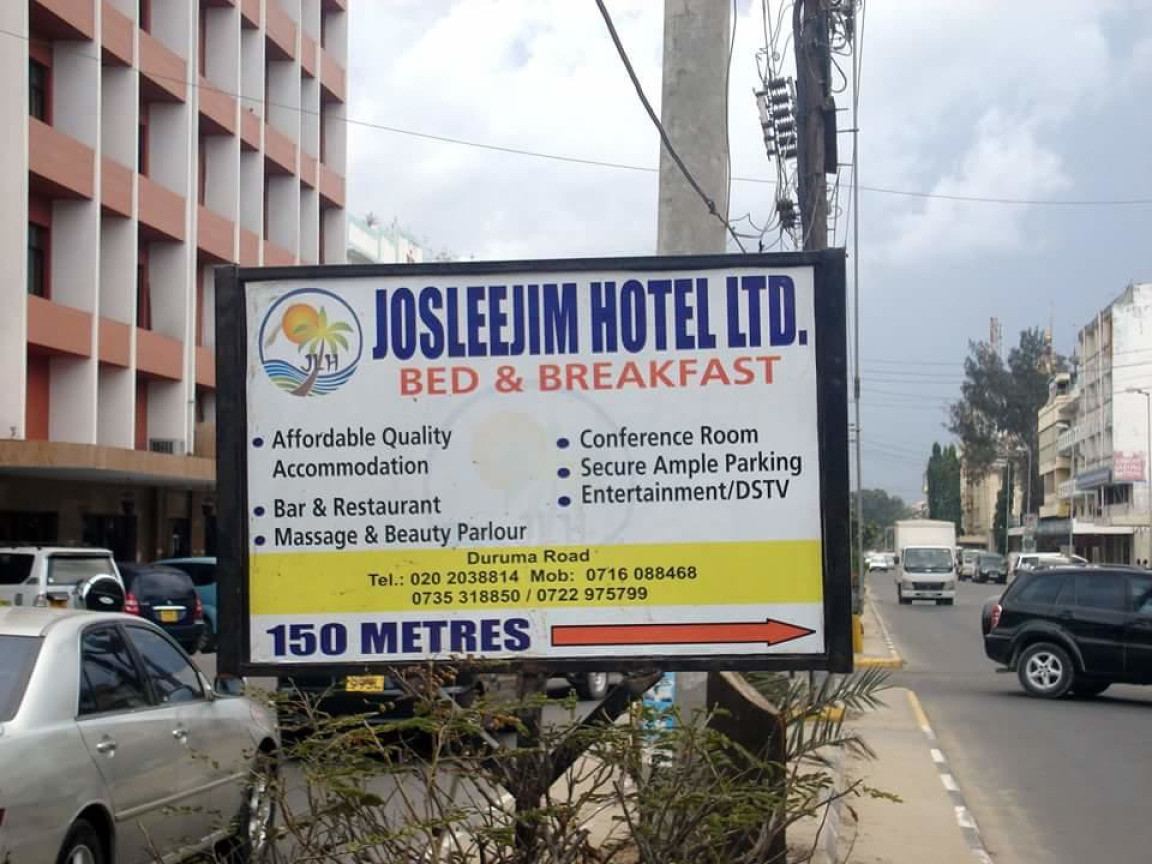 JOSLEEJIM HOTEL LTD.
JLH
BED & BREAKFAST
• Affordable Quality
Accommodation
• Bar & Restaurant
• Massage & Beauty Parlour
• Conference Room
• Secure Ample Parking
• Entertainment/DSTV
Duruma Road
Tel.: 020 2038814 Mob: 0716 088468
0735 318850 / 0722 975799
150 METRES